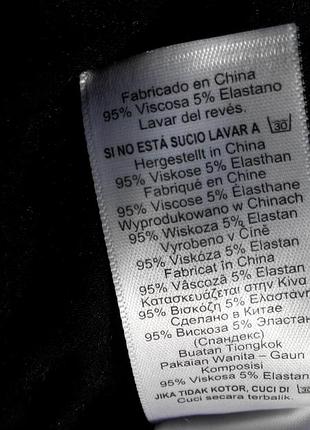 Fabricado en China
95% Viscosa 5% Elastano
Lavar del revés.
SI NO ESTÁ SUCIO LAVAR A 30
Hergestellt in China
95% Viskose 5% Elasthan
Fabriqué en Chine
95% Viscose 5% Elasthane
Wyprodukowano w Chinach
95% Wiskoza 5% Elastan
Vyrobeno v Číně
95% Viskóza 5% Elastan
Fabricat in China
95% Vâscoză 5% Elastan
Κατασκευάζεται στην Κίνα
95% Βισκόζη 5% Ελαστάνη
Сделано в Китае
95% Вискоза 5% Эластан
(Спандекс)
Buatan Tiongkok
Pakaian Wanita – Gaun
Komposisi
95% Viskosa 5% Elastan
JIKA TIDAK KOTOR, CUCI DI 30
Cuci secara terbalik.